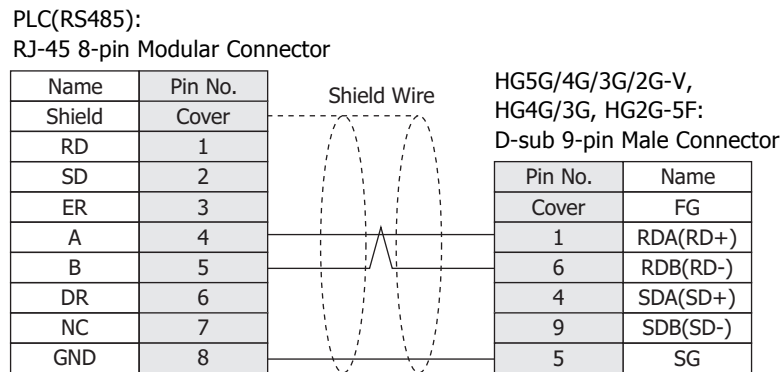 PLC(RS485):
RJ-45 8-pin Modular Connector
Name Pin No.
Shield Cover
RD 1
SD 2
ER 3
A 4
B 5
DR 6
NC 7
GND 8
Shield Wire
HG5G/4G/3G/2G-V,
HG4G/3G, HG2G-5F:
D-sub 9-pin Male Connector
Pin No. Name
Cover FG
1 RDA(RD+)
6 RDB(RD-)
4 SDA(SD+)
9 SDB(SD-)
5 SG